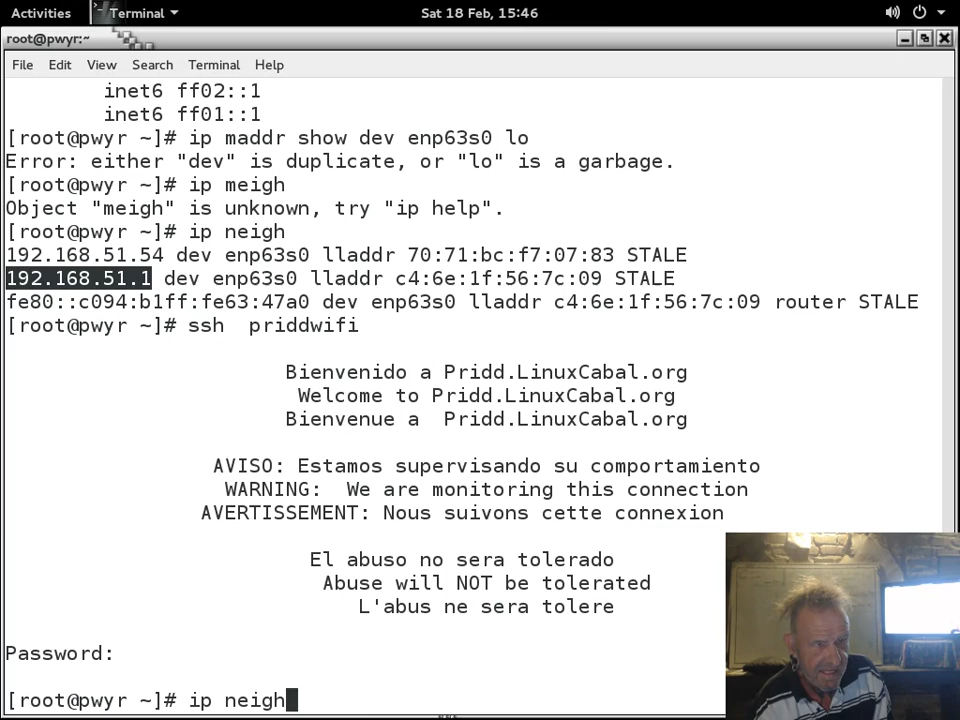 Activities Terminal Sat 18 Feb, 15:46
root@pwyr:~
File Edit View Search Terminal Help
inet6 ff02::1
inet6 ff01::1
[root@pwyr ~]# ip maddr show dev enp63s0 lo
Error: either "dev" is duplicate, or "lo" is a garbage.
[root@pwyr ~]# ip meigh
Object "meigh" is unknown, try "ip help".
[root@pwyr ~]# ip neigh
192.168.51.54 dev enp63s0 lladdr 70:71:bc:f7:07:83 STALE
192.168.51.1 dev enp63s0 lladdr c4:6e:1f:56:7c:09 STALE
fe80::c094:b1ff:fe63:47a0 dev enp63s0 lladdr c4:6e:1f:56:7c:09 router STALE
[root@pwyr ~]# ssh  priddwifi
Bienvenido a Pridd.LinuxCabal.org
Welcome to Pridd.LinuxCabal.org
Bienvenue a  Pridd.LinuxCabal.org
AVISO: Estamos supervisando su comportamiento
WARNING:  We are monitoring this connection
AVERTISSEMENT: Nous suivons cette connexion
El abuso no sera tolerado
Abuse will NOT be tolerated
L'abus ne sera tolere
Password:
[root@pwyr ~]# ip neigh